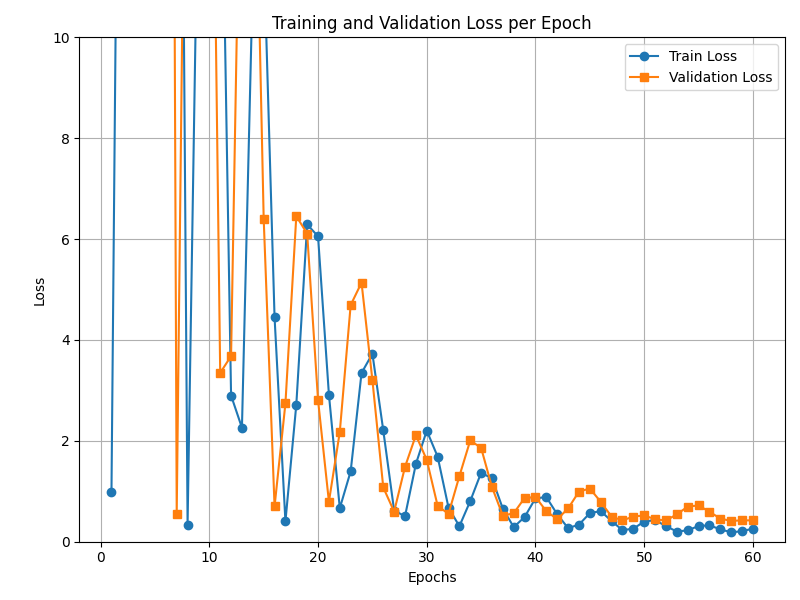 Training and Validation Loss per Epoch
Train Loss
Validation Loss
Loss
10
8
6
4
2
0
0 10 20 30 40 50 60
Epochs